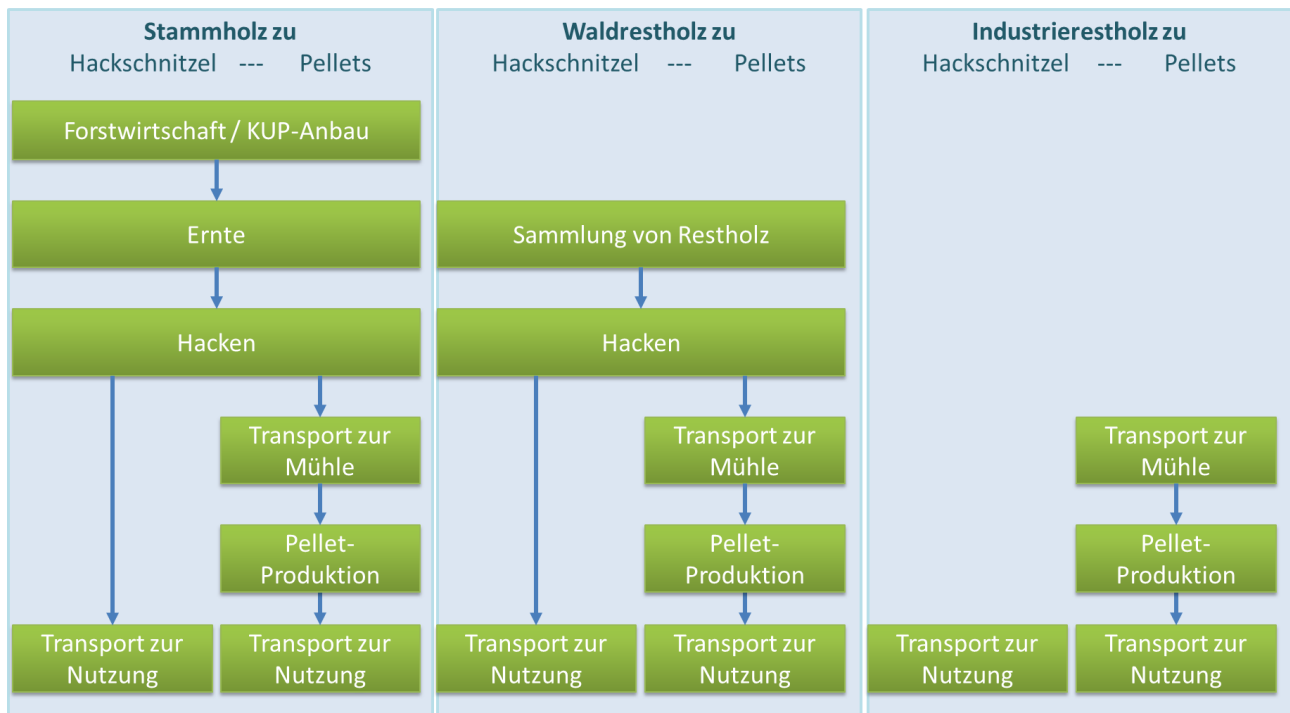 Stammholz zu
Hackschnitzel --- Pellets
Forstwirtschaft / KUP-Anbau
Ernte
Hacken
Transport zur
Mühle
Pellet-
Produktion
Transport zur
Nutzung
Transport zur
Nutzung
Waldrestholz zu
Hackschnitzel --- Pellets
Sammlung von Restholz
Hacken
Transport zur
Mühle
Pellet-
Produktion
Transport zur
Nutzung
Transport zur
Nutzung
Industrierestholz zu
Hackschnitzel --- Pellets
Transport zur
Mühle
Pellet-
Produktion
Transport zur
Nutzung
Transport zur
Nutzung